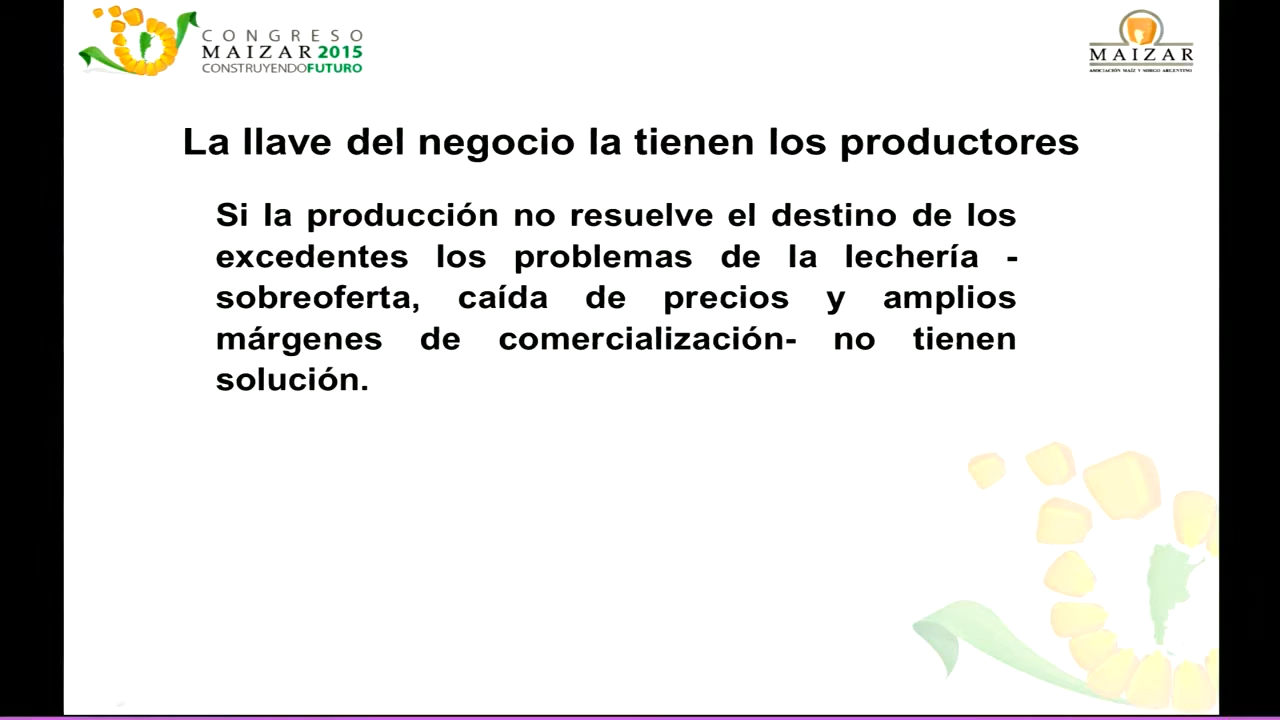 CONGRESO
MAIZAR 2015
CONSTRUYENDOFUTURO
MAIZAR
ASOCIACIÓN MAÍZ Y SORGO ARGENTINO
La llave del negocio la tienen los productores
Si la producción no resuelve el destino de los
excedentes los problemas de la lechería -
sobreoferta, caída de precios y amplios
márgenes de comercialización- no tienen
solución.